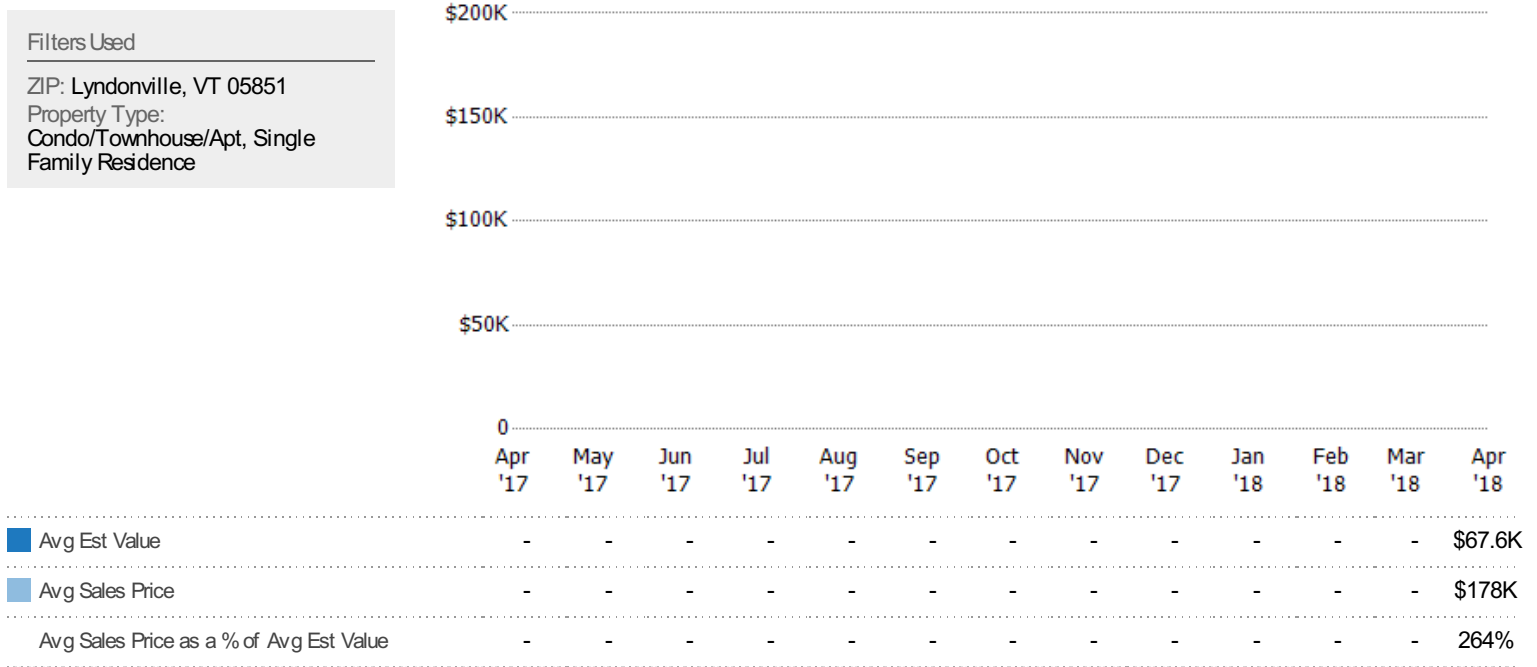 Filters Used
ZIP: Lyndonville, VT 05851
Property Type:
Condo/Townhouse/Apt, Single
Family Residence
$200K
$150K
$100K
$50K
0
Apr May Jun Jul Aug Sep Oct Nov Dec Jan Feb Mar Apr
'17 '17 '17 '17 '17 '17 '17 '17 '17 '18 '18 '18 '18
Avg Est Value - - - - - - - - - - - - $67.6K
Avg Sales Price - - - - - - - - - - - - $178K
Avg Sales Price as a % of Avg Est Value - - - - - - - - - - - - 264%